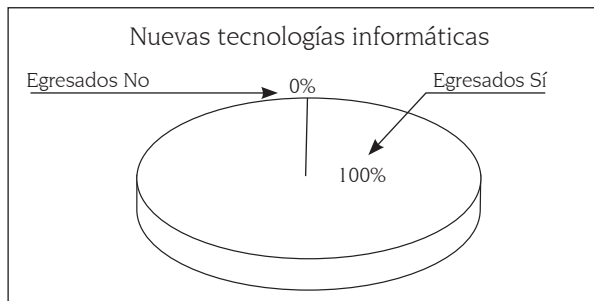 Nuevas tecnologías informáticas
Egresados No
0%
Egresados Sí
100%